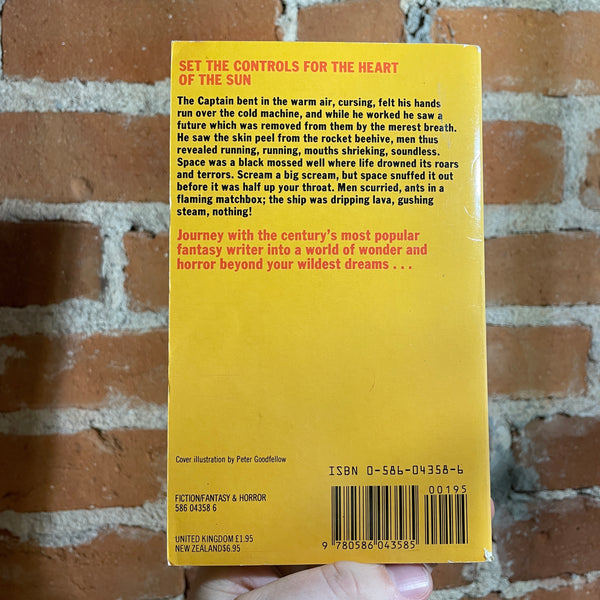 SET THE CONTROLS FOR THE HEART
OF THE SUN
The Captain bent in the warm air, cursing, felt his hands
run over the cold machine, and while he worked he saw a
future which was removed from them by the merest breath.
He saw the skin peel from the rocket beehive, men thus
revealed running, running, mouths shrieking, soundless.
Space was a black mossed well where life drowned its roars
and terrors. Scream a big scream, but space snuffed it out
before it was half up your throat. Men scurried, ants in a
flaming matchbox; the ship was dripping lava, gushing
steam, nothing!
Journey with the century's most popular
fantasy writer into a world of wonder and
horror beyond your wildest dreams . . .
Cover illustration by Peter Goodfellow
ISBN 0-586-04358-6
00195
FICTION/FANTASY & HORROR
586 04358 6
UNITED KINGDOM £1.95
NEW ZEALAND$6.95
9 780586 043585